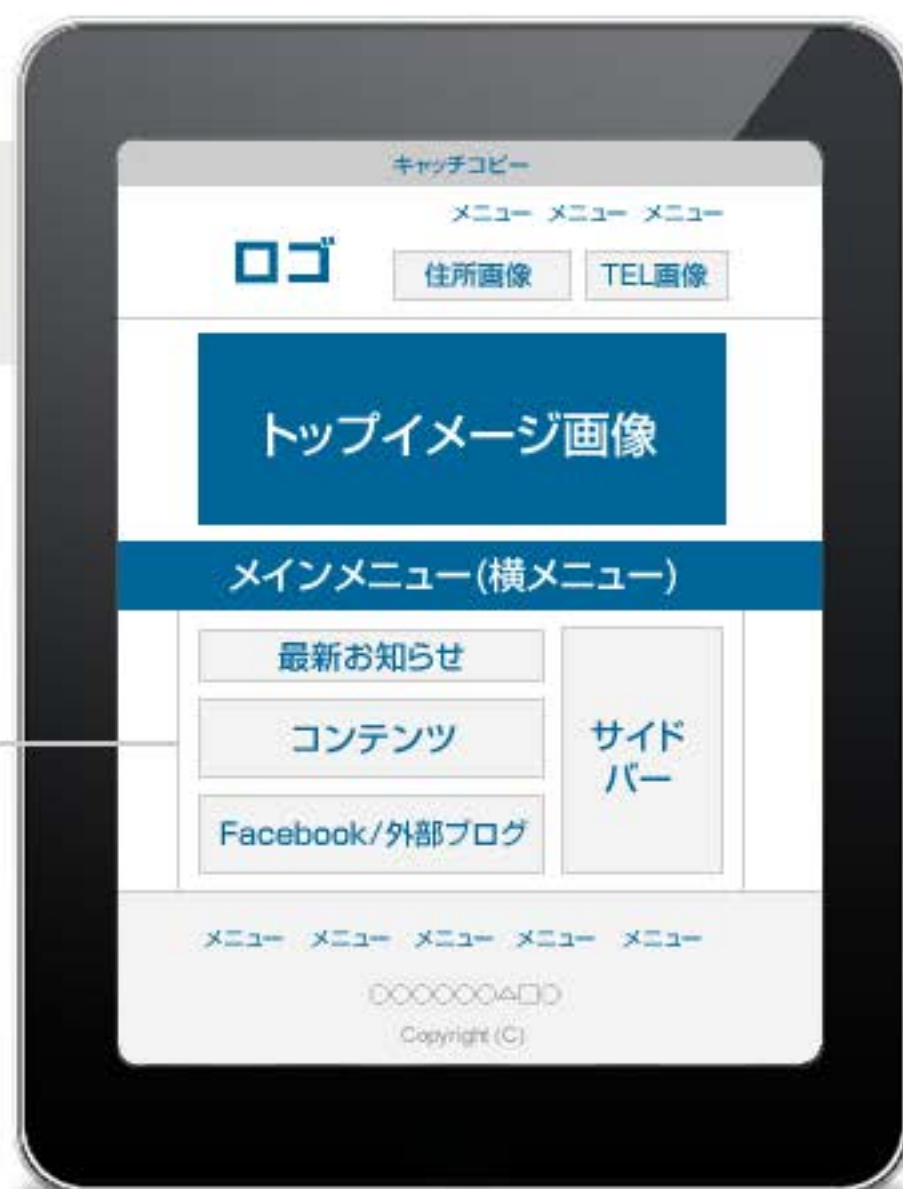 キャッチコピー
メニュー メニュー メニュー
ロゴ
住所画像 TEL画像
トップイメージ画像
メインメニュー(横メニュー)
最新お知らせ
コンテンツ
Facebook/外部ブログ
サイド
バー
メニュー メニュー メニュー メニュー メニュー
○○○○○○○△□○
Copyright (C)